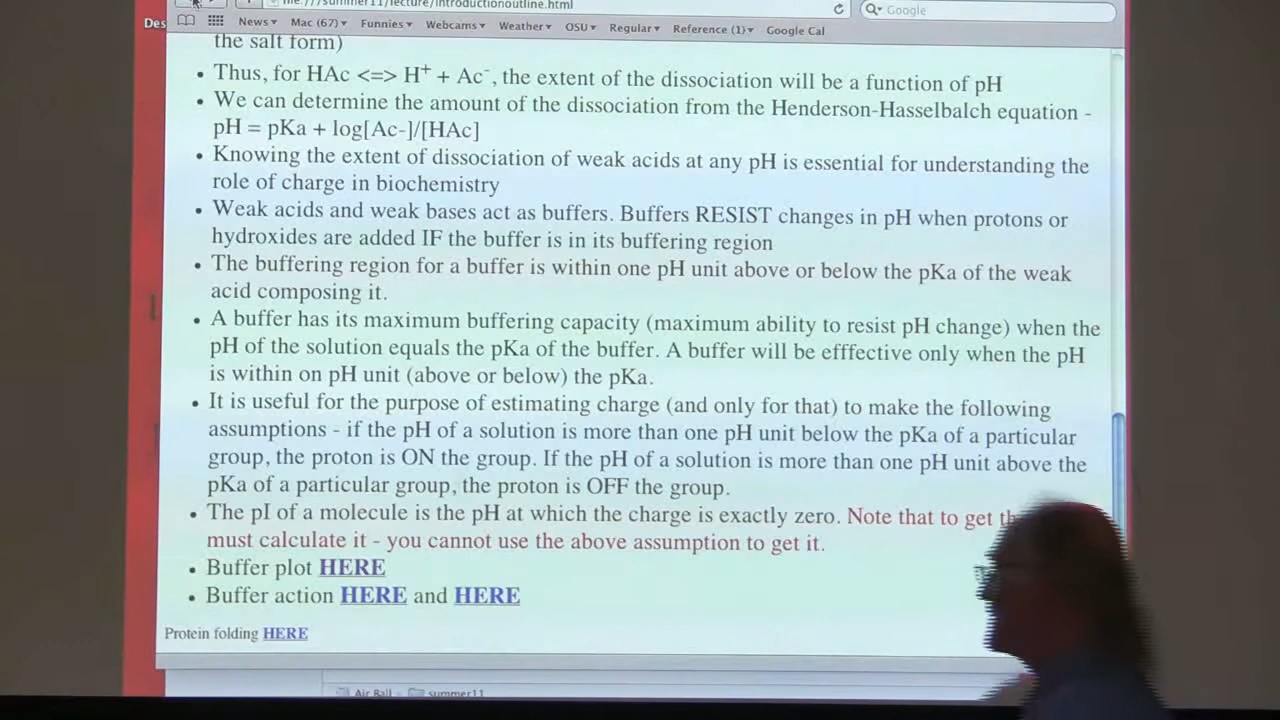 file:///summer11/lecture/introductionoutline.html
Google
Des
News Mac (67) Funnies Webcams Weather OSU Regular Reference (1) Google Cal
the salt form)
• Thus, for HAc <=> H⁺ + Ac⁻, the extent of the dissociation will be a function of pH
• We can determine the amount of the dissociation from the Henderson-Hasselbalch equation -
pH = pKa + log[Ac-]/[HAc]
• Knowing the extent of dissociation of weak acids at any pH is essential for understanding the
role of charge in biochemistry
• Weak acids and weak bases act as buffers. Buffers RESIST changes in pH when protons or
hydroxides are added IF the buffer is in its buffering region
• The buffering region for a buffer is within one pH unit above or below the pKa of the weak
acid composing it.
• A buffer has its maximum buffering capacity (maximum ability to resist pH change) when the
pH of the solution equals the pKa of the buffer. A buffer will be efffective only when the pH
is within on pH unit (above or below) the pKa.
• It is useful for the purpose of estimating charge (and only for that) to make the following
assumptions - if the pH of a solution is more than one pH unit below the pKa of a particular
group, the proton is ON the group. If the pH of a solution is more than one pH unit above the
pKa of a particular group, the proton is OFF the group.
• The pI of a molecule is the pH at which the charge is exactly zero. Note that to get
must calculate it - you cannot use the above assumption to get it.
• Buffer plot HERE
• Buffer action HERE and HERE
Protein folding HERE
Air Ball summer11